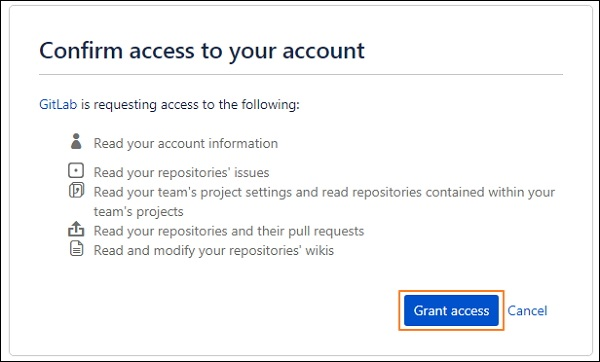 Confirm access to your account
GitLab is requesting access to the following:
Read your account information
Read your repositories' issues
Read your team's project settings and read repositories contained within your
team's projects
Read your repositories and their pull requests
Read and modify your repositories' wikis
Grant access Cancel